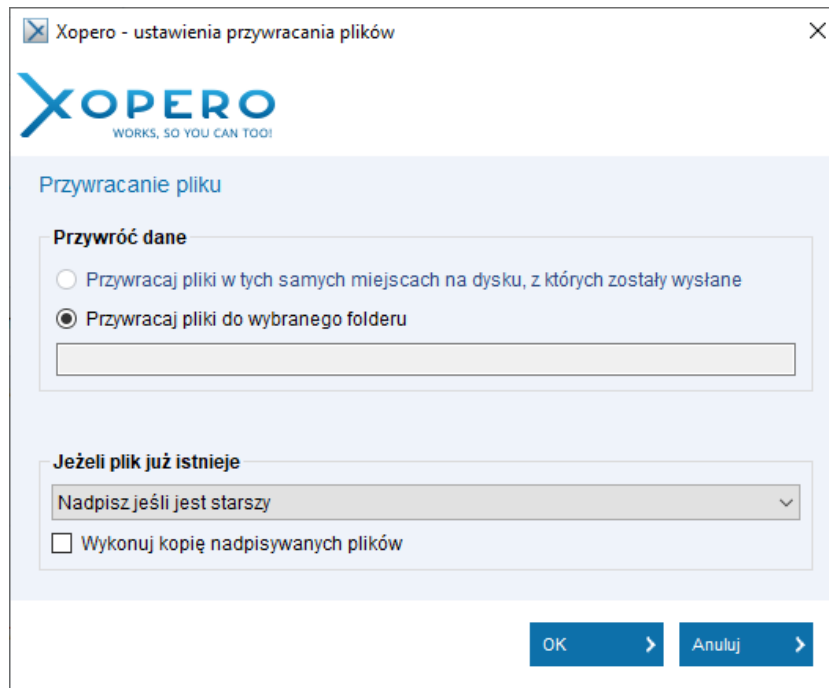 Xopero - ustawienia przywracania plików
XOPERO
WORKS, SO YOU CAN TOO!
Przywracanie pliku
Przywróć dane
Przywracaj pliki w tych samych miejscach na dysku, z których zostały wysłane
Przywracaj pliki do wybranego folderu
Jeżeli plik już istnieje
Nadpisz jeśli jest starszy
Wykonuj kopię nadpisywanych plików
OK
Anuluj